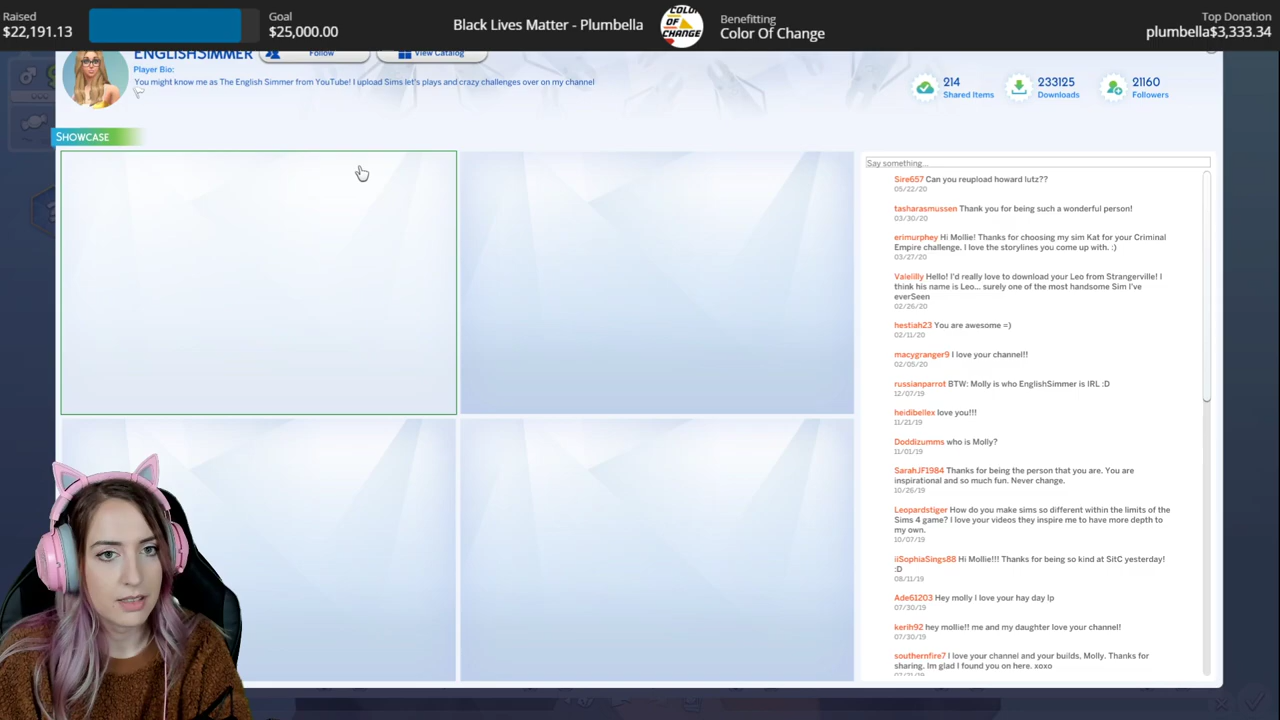 Raised
$22,191.13
Goal
$25,000.00
Black Lives Matter - Plumbella
COLOR
OF
CHANGE
Benefitting
Color Of Change
Top Donation
plumbella$3,333.34
ENGLISHSIMMER
Follow
View Catalog
Player Bio:
You might know me as The English Simmer from YouTube! I upload Sims let's plays and crazy challenges over on my channel
214
Shared Items
233125
Downloads
21160
Followers
SHOWCASE
Say something...
Sire657 Can you reupload howard lutz??
05/22/20
tasharasmussen Thank you for being such a wonderful person!
03/30/20
erimurphey Hi Mollie! Thanks for choosing my sim Kat for your Criminal
Empire challenge. I love the storylines you come up with. :)
03/27/20
Valelilly Hello! I'd really love to download your Leo from Strangerville! I
think his name is Leo... surely one of the most handsome Sim I've
everSeen
02/26/20
hestiah23 You are awesome =)
02/11/20
macygranger9 I love your channel!!
02/05/20
russianparrot BTW: Molly is who EnglishSimmer is IRL :D
12/07/19
heidibellex love you!!!
11/21/19
Doddizumms who is Molly?
11/01/19
SarahJF1984 Thanks for being the person that you are. You are
inspirational and so much fun. Never change.
10/26/19
Leopardstiger How do you make sims so different within the limits of the
Sims 4 game? I love your videos they inspire me to have more depth to
my own.
10/07/19
iiSophiaSings88 Hi Mollie!!! Thanks for being so kind at SitC yesterday!
:D
08/11/19
Ade61203 Hey molly I love your hay day lp
07/30/19
kerih92 hey mollie!! me and my daughter love your channel!
07/30/19
southernfire7 I love your channel and your builds, Molly. Thanks for
sharing. Im glad I found you on here. xoxo
07/21/19